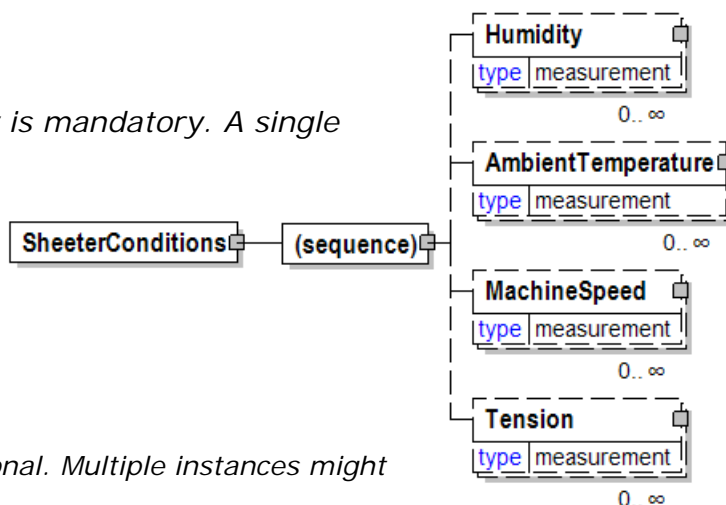 Humidity
type measurement
0.. ∞
is mandatory. A single
AmbientTemperature
type measurement
0.. ∞
SheeterConditions
(sequence)
MachineSpeed
type measurement
0.. ∞
Tension
type measurement
onal. Multiple instances might
0.. ∞